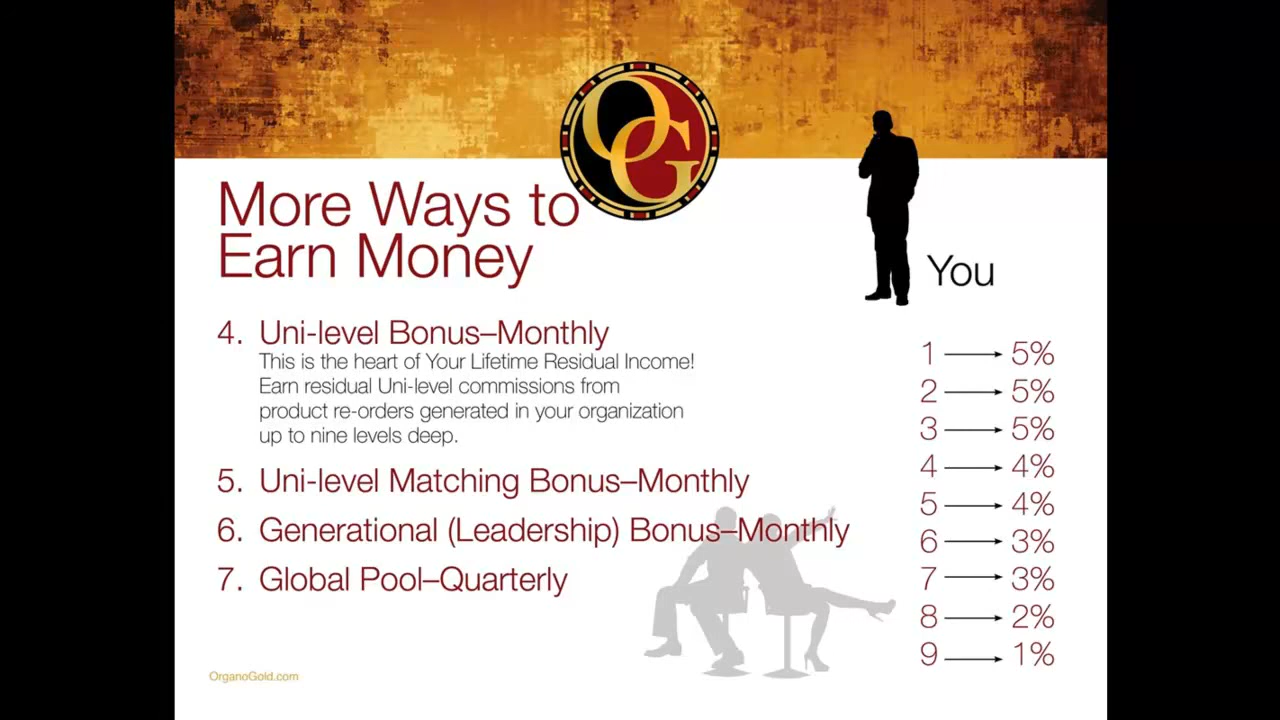 OG
More Ways to
Earn Money
You
4. Uni-level Bonus–Monthly
This is the heart of Your Lifetime Residual Income!
Earn residual Uni-level commissions from
product re-orders generated in your organization
up to nine levels deep.
5. Uni-level Matching Bonus–Monthly
6. Generational (Leadership) Bonus–Monthly
7. Global Pool–Quarterly
1 → 5%
2 → 5%
3 → 5%
4 → 4%
5 → 4%
6 → 3%
7 → 3%
8 → 2%
9 → 1%
OrganoGold.com